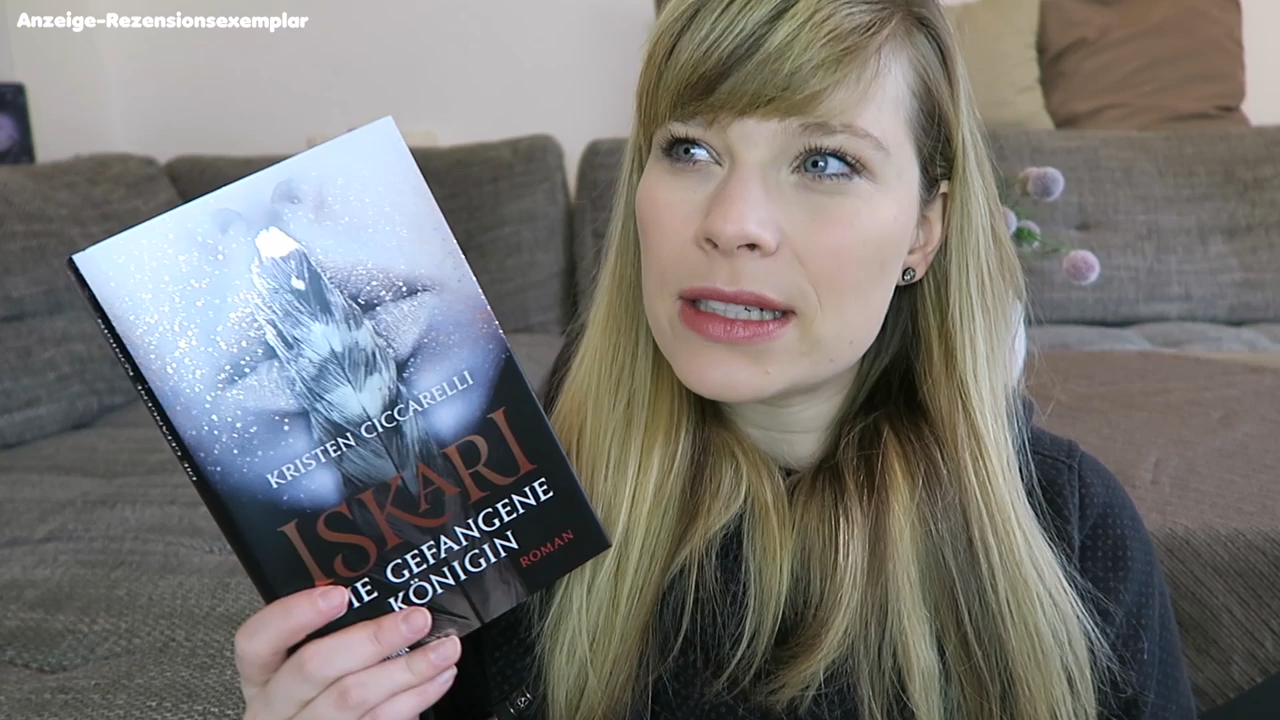 Anzeige-Rezensionsexemplar
KRISTEN CICCARELLI
ISKARI
GEFANGENE
KÖNIGIN
ROMAN